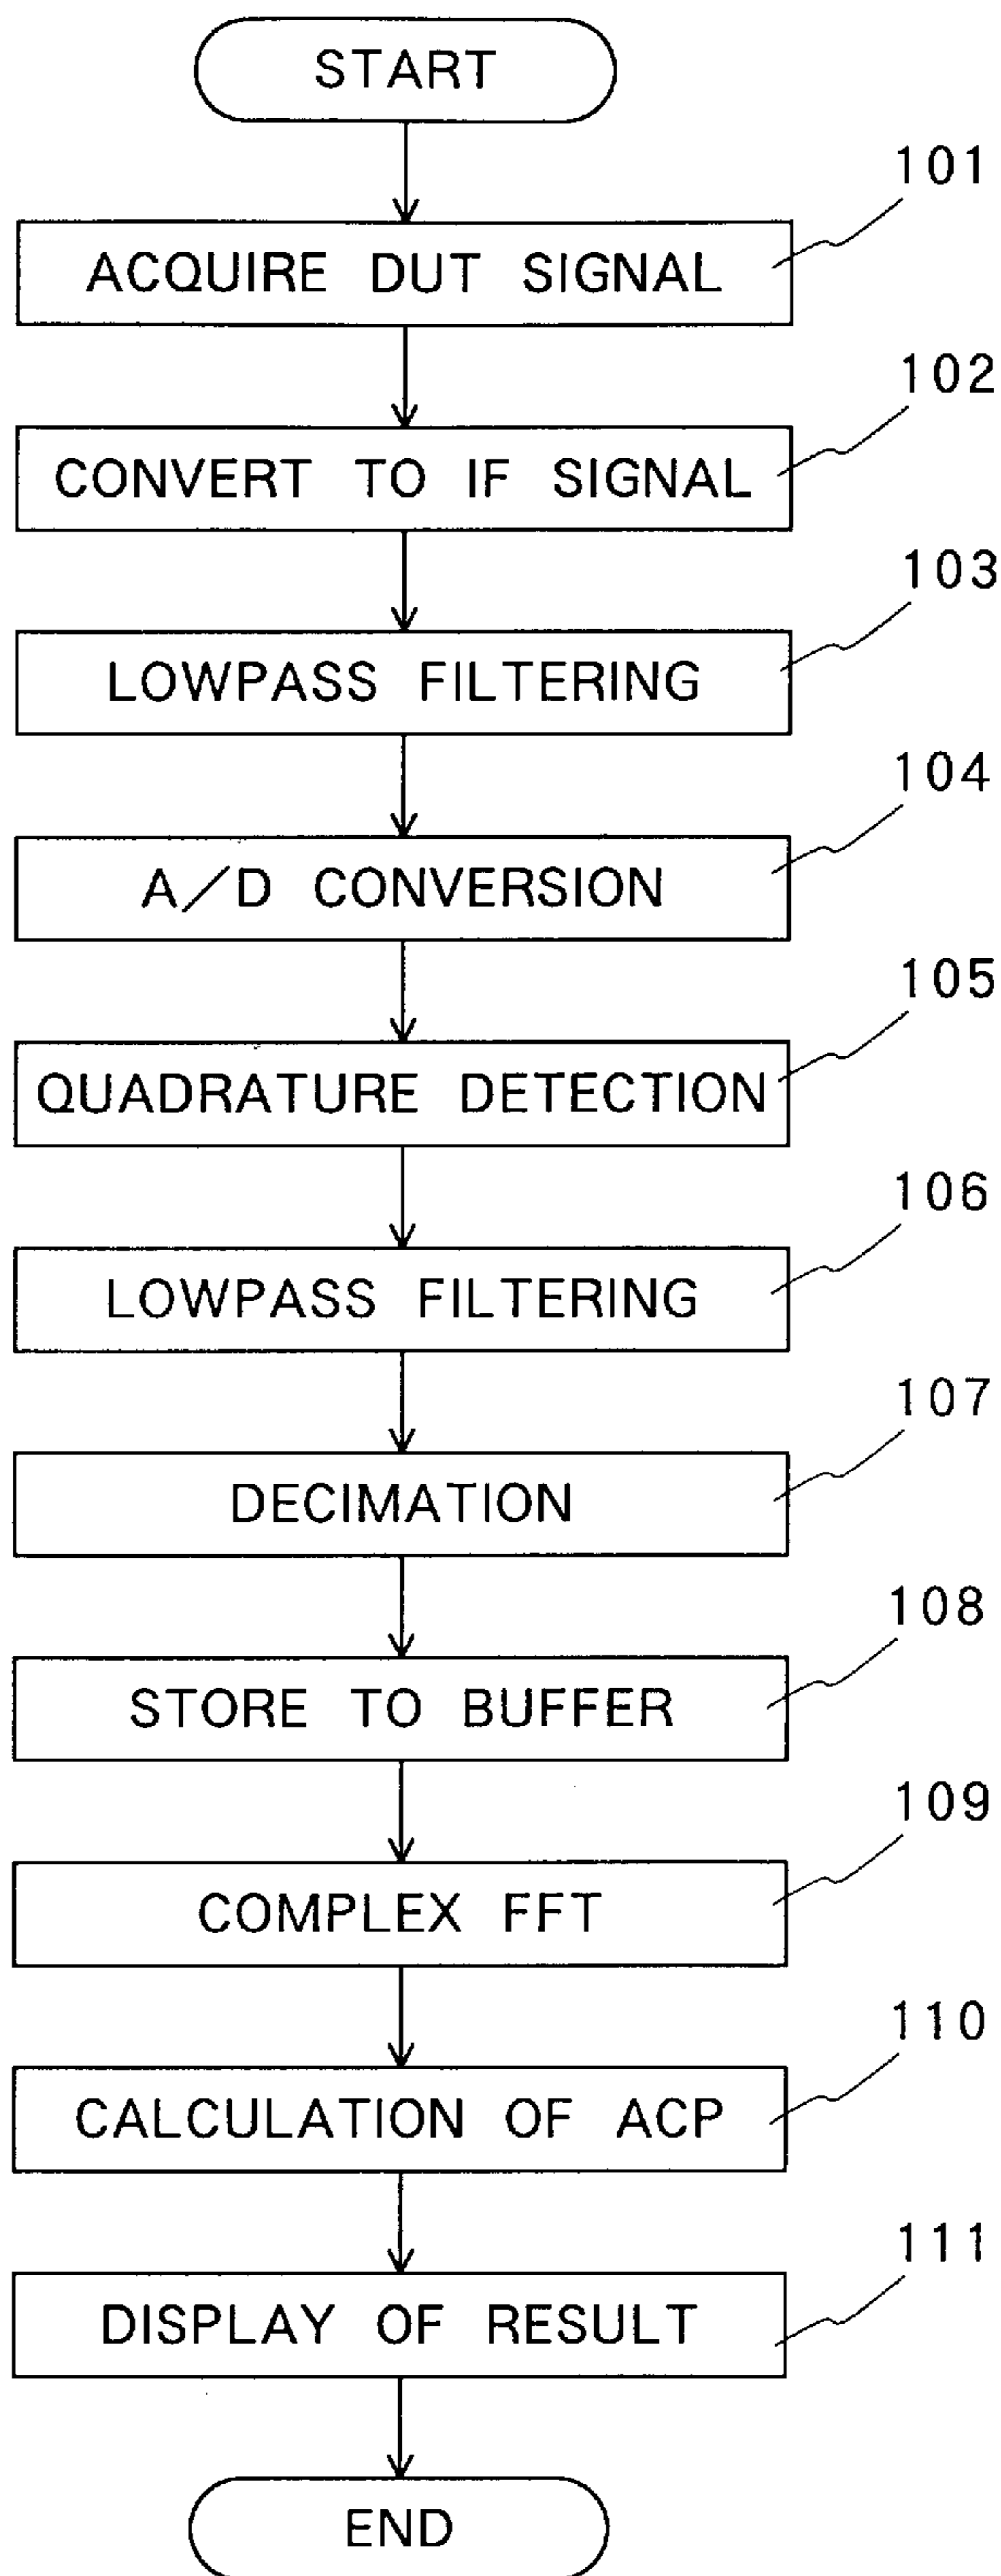 START
101
ACQUIRE DUT SIGNAL
102
CONVERT TO IF SIGNAL
103
LOWPASS FILTERING
104
A/D CONVERSION
105
QUADRATURE DETECTION
106
LOWPASS FILTERING
107
DECIMATION
108
STORE TO BUFFER
109
COMPLEX FFT
110
CALCULATION OF ACP
111
DISPLAY OF RESULT
END